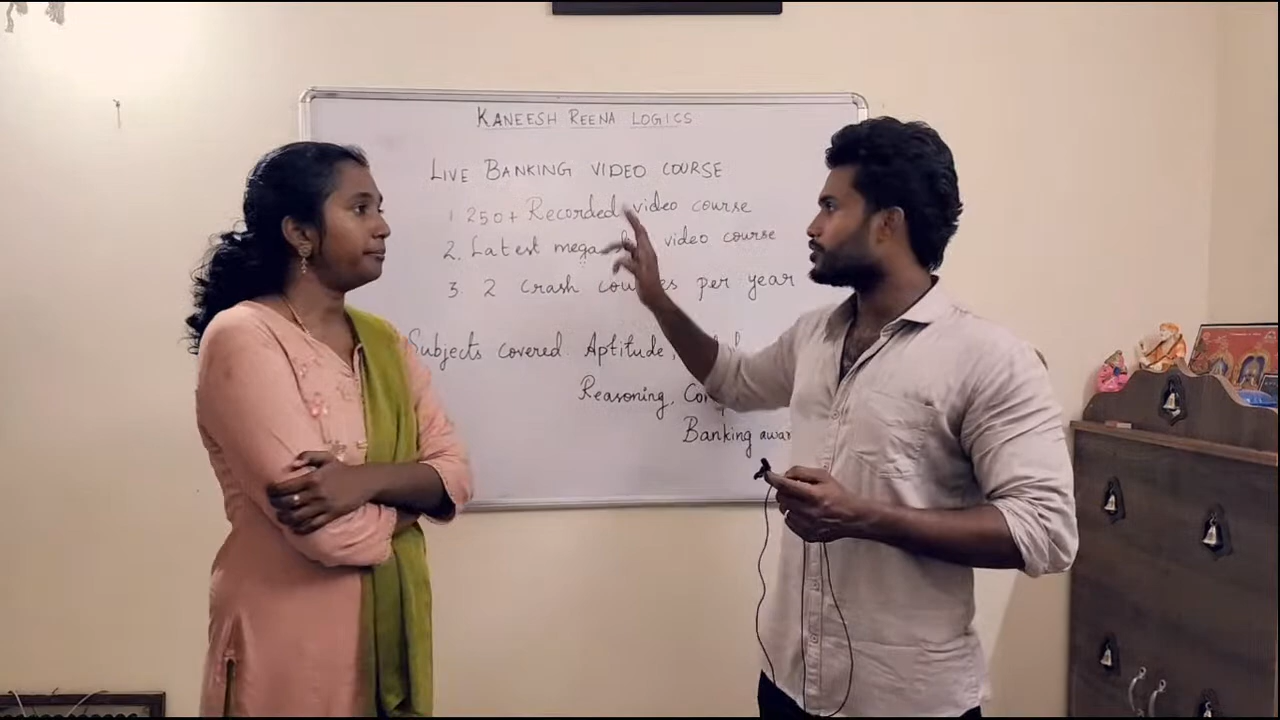 KANEESH REENA LOGICS
LIVE BANKING VIDEO COURSE
1. 250+ Recorded video course
2. Latest mega video course
3. 2 crash courses per year
Subjects covered: Aptitude,
Reasoning,
Banking